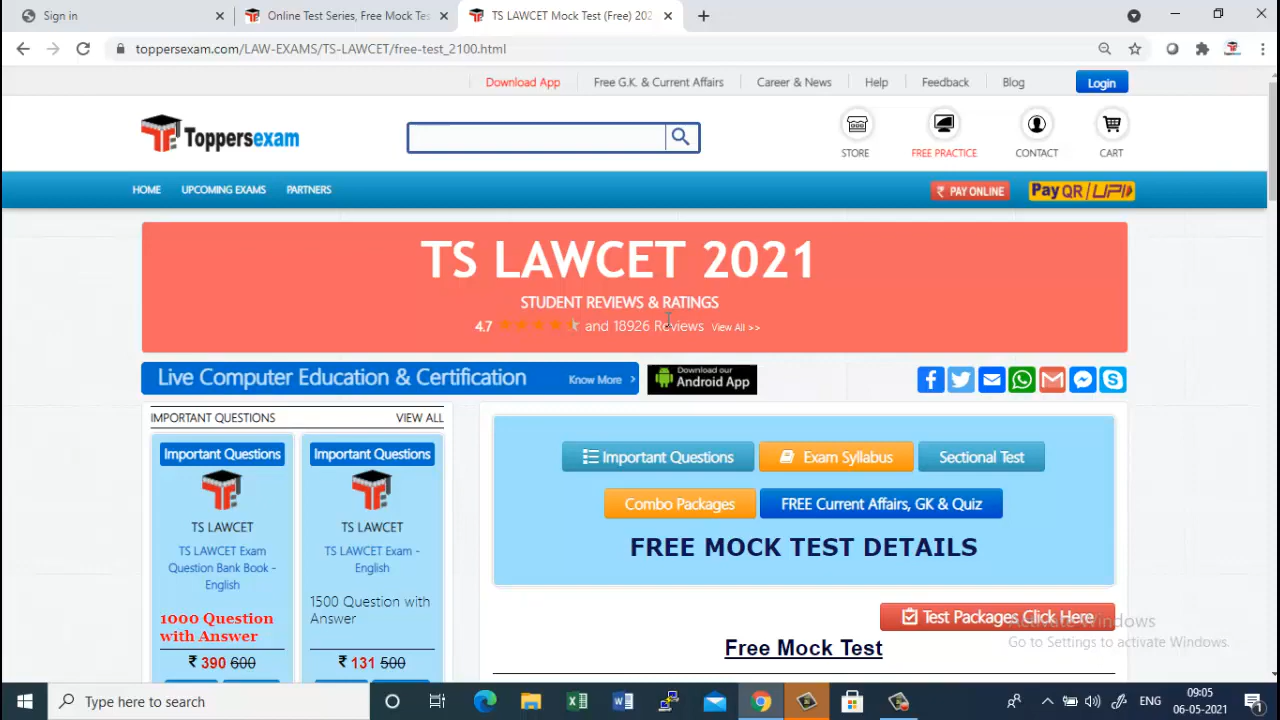 Sign in
Online Test Series, Free Mock Tes
TS LAWCET Mock Test (Free) 202
toppersexam.com/LAW-EXAMS/TS-LAWCET/free-test_2100.html
Download App
Free G.K. & Current Affairs
Career & News
Help
Feedback
Blog
Login
Toppersexam
STORE
FREE PRACTICE
CONTACT
CART
HOME
UPCOMING EXAMS
PARTNERS
₹ PAY ONLINE
Pay QR / UPI
TS LAWCET 2021
STUDENT REVIEWS & RATINGS
4.7 and 18926 Reviews View All >>
Live Computer Education & Certification
Know More >
Download our
Android App
IMPORTANT QUESTIONS
VIEW ALL
Important Questions
TS LAWCET
TS LAWCET Exam
Question Bank Book -
English
1000 Question
with Answer
₹ 390 600
Important Questions
TS LAWCET
TS LAWCET Exam -
English
1500 Question with
Answer
₹ 131 500
Important Questions
Exam Syllabus
Sectional Test
Combo Packages
FREE Current Affairs, GK & Quiz
FREE MOCK TEST DETAILS
Test Packages Click Here
Free Mock Test
Activate Windows
Go to Settings to activate Windows.
Type here to search
ENG
09:05
06-05-2021
1